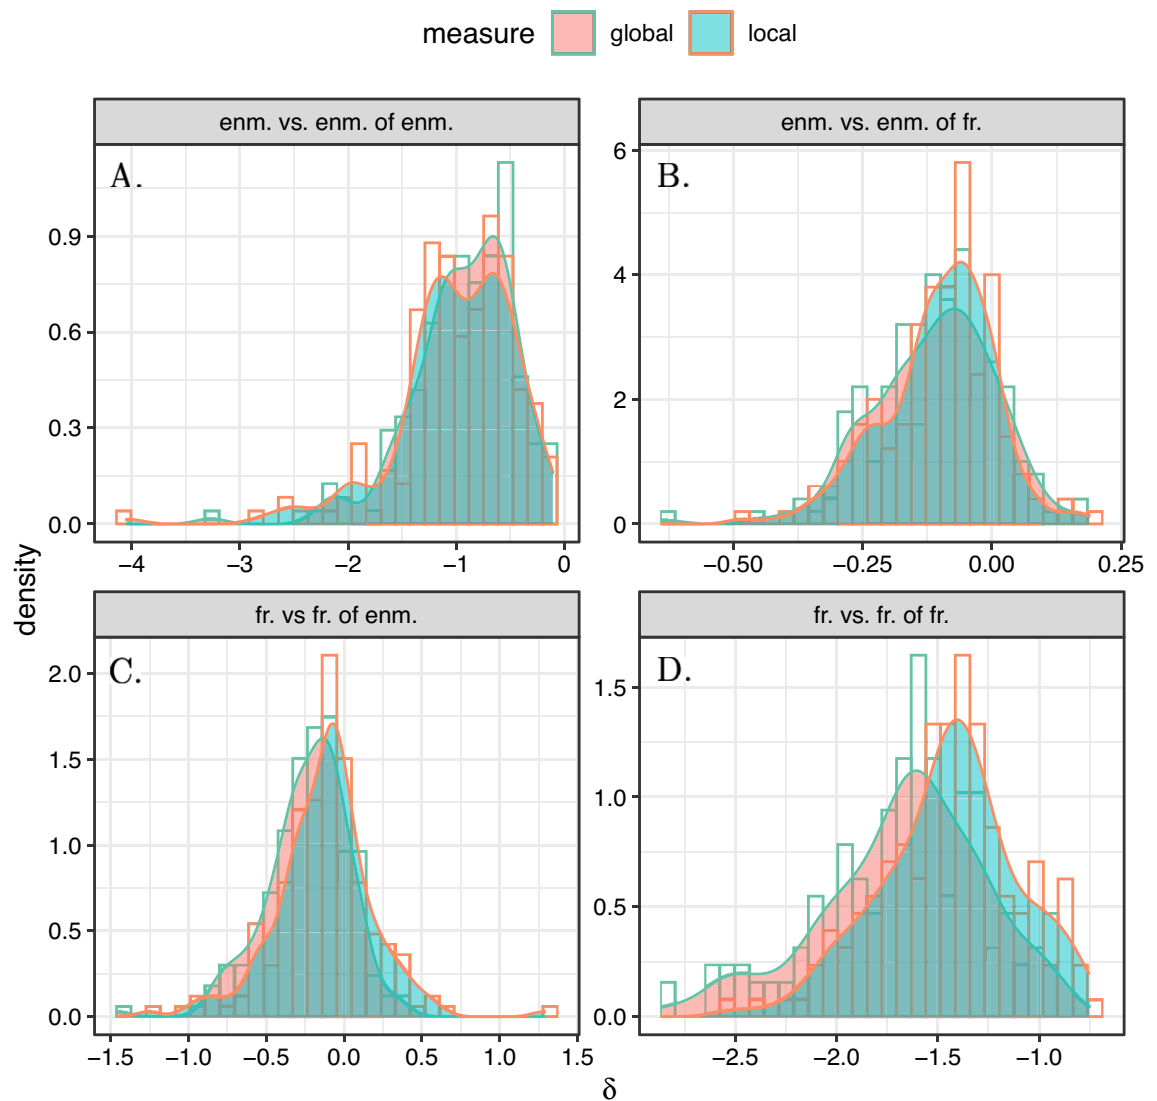 measure global local
enm. vs. enm. of enm.
A.
0.9
0.6
0.3
0.0
−4 −3 −2 −1 0
enm. vs. enm. of fr.
B.
6
4
2
0
−0.50 −0.25 0.00 0.25
density
fr. vs fr. of enm.
C.
2.0
1.5
1.0
0.5
0.0
−1.5 −1.0 −0.5 0.0 0.5 1.0 1.5
fr. vs. fr. of fr.
D.
1.5
1.0
0.5
0.0
−2.5 −2.0 −1.5 −1.0
δ